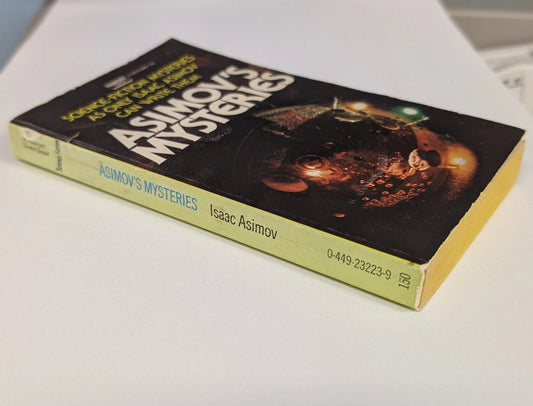 SCIENCE-FICTION MYSTERIES
AS ONLY ISAAC ASIMOV
CAN WRITE THEM
ASIMOV'S
MYSTERIES
ASIMOV'S MYSTERIES Isaac Asimov 0-449-23223-9 150